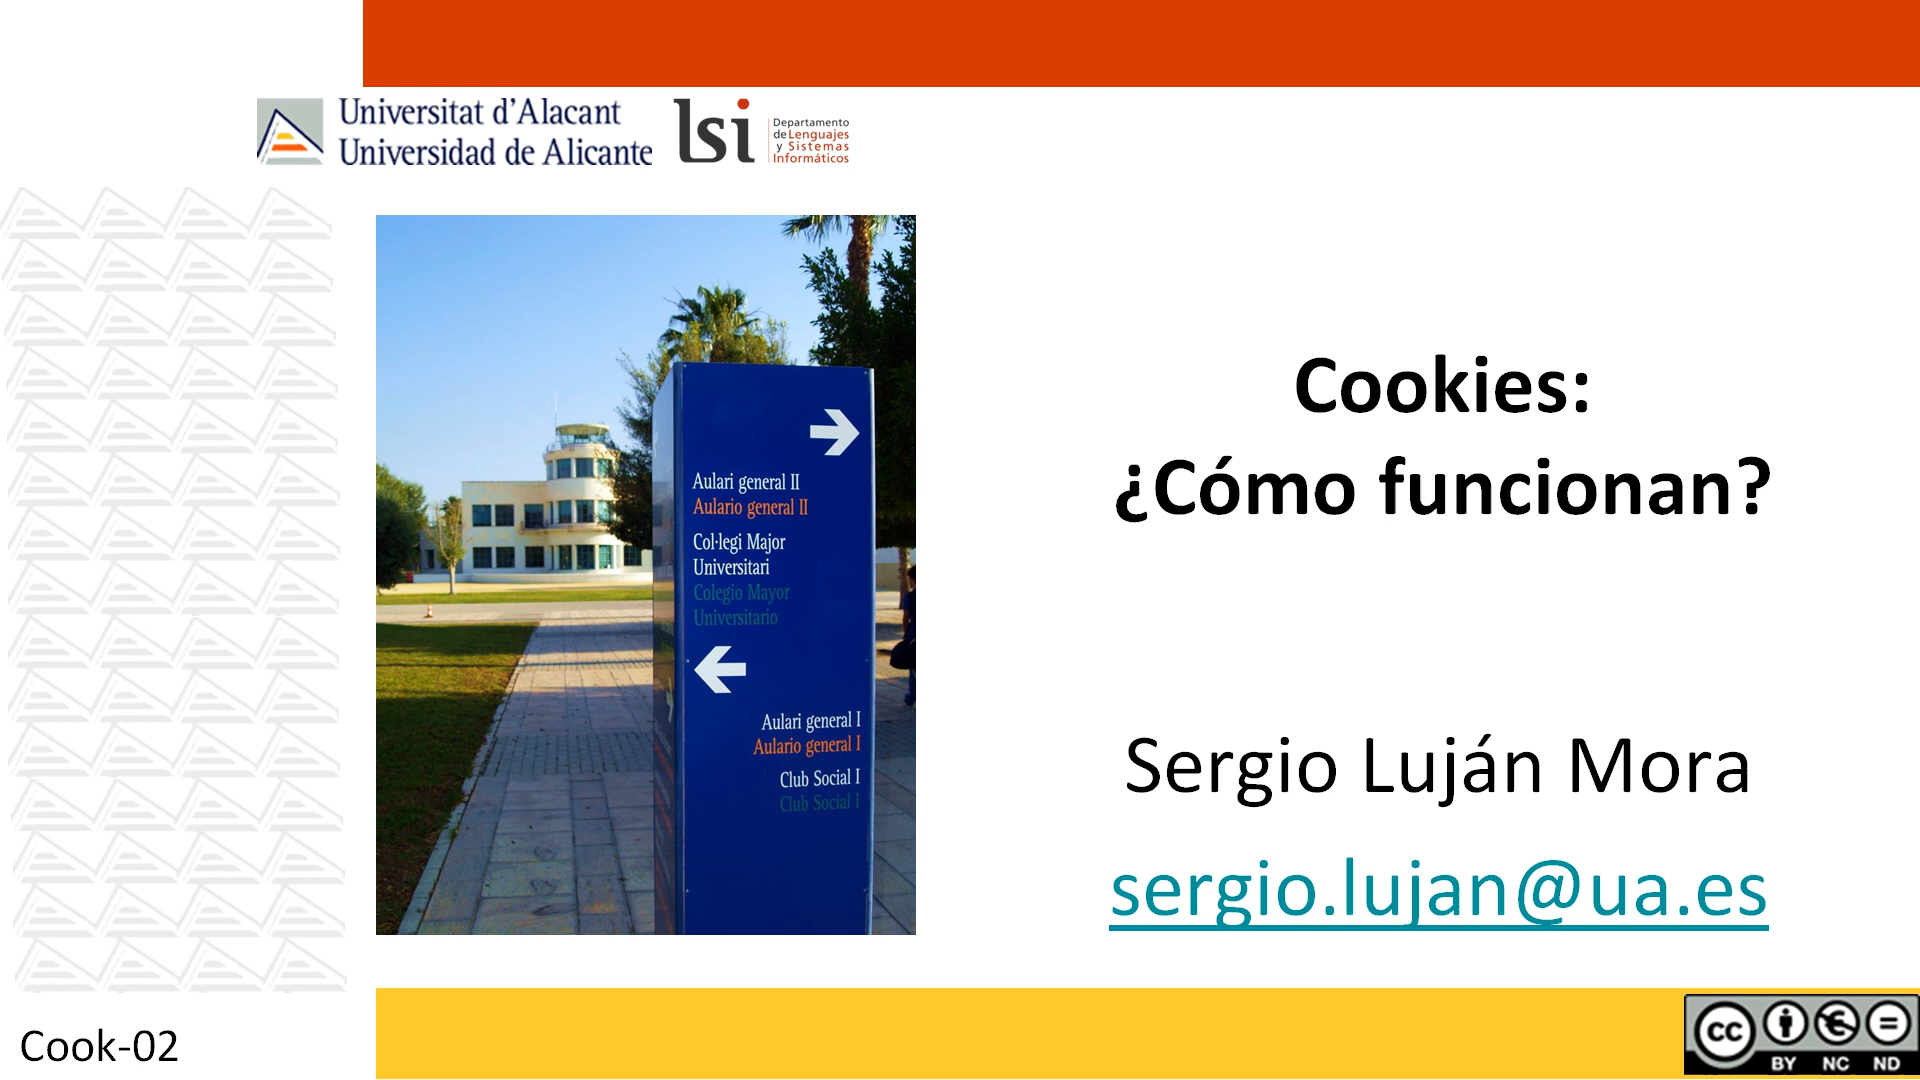 Universitat d'Alacant
Universidad de Alicante
lsi
Departamento
de Lenguajes
y Sistemas
Informáticos
Aulari general II
Aulario general II
Col·legi Major
Universitari
Colegio Mayor
Universitario
Aulari general I
Aulario general I
Club Social I
Club Social I
Cookies:
¿Cómo funcionan?
Sergio Luján Mora
sergio.lujan@ua.es
Cook-02
cc
BY NC ND